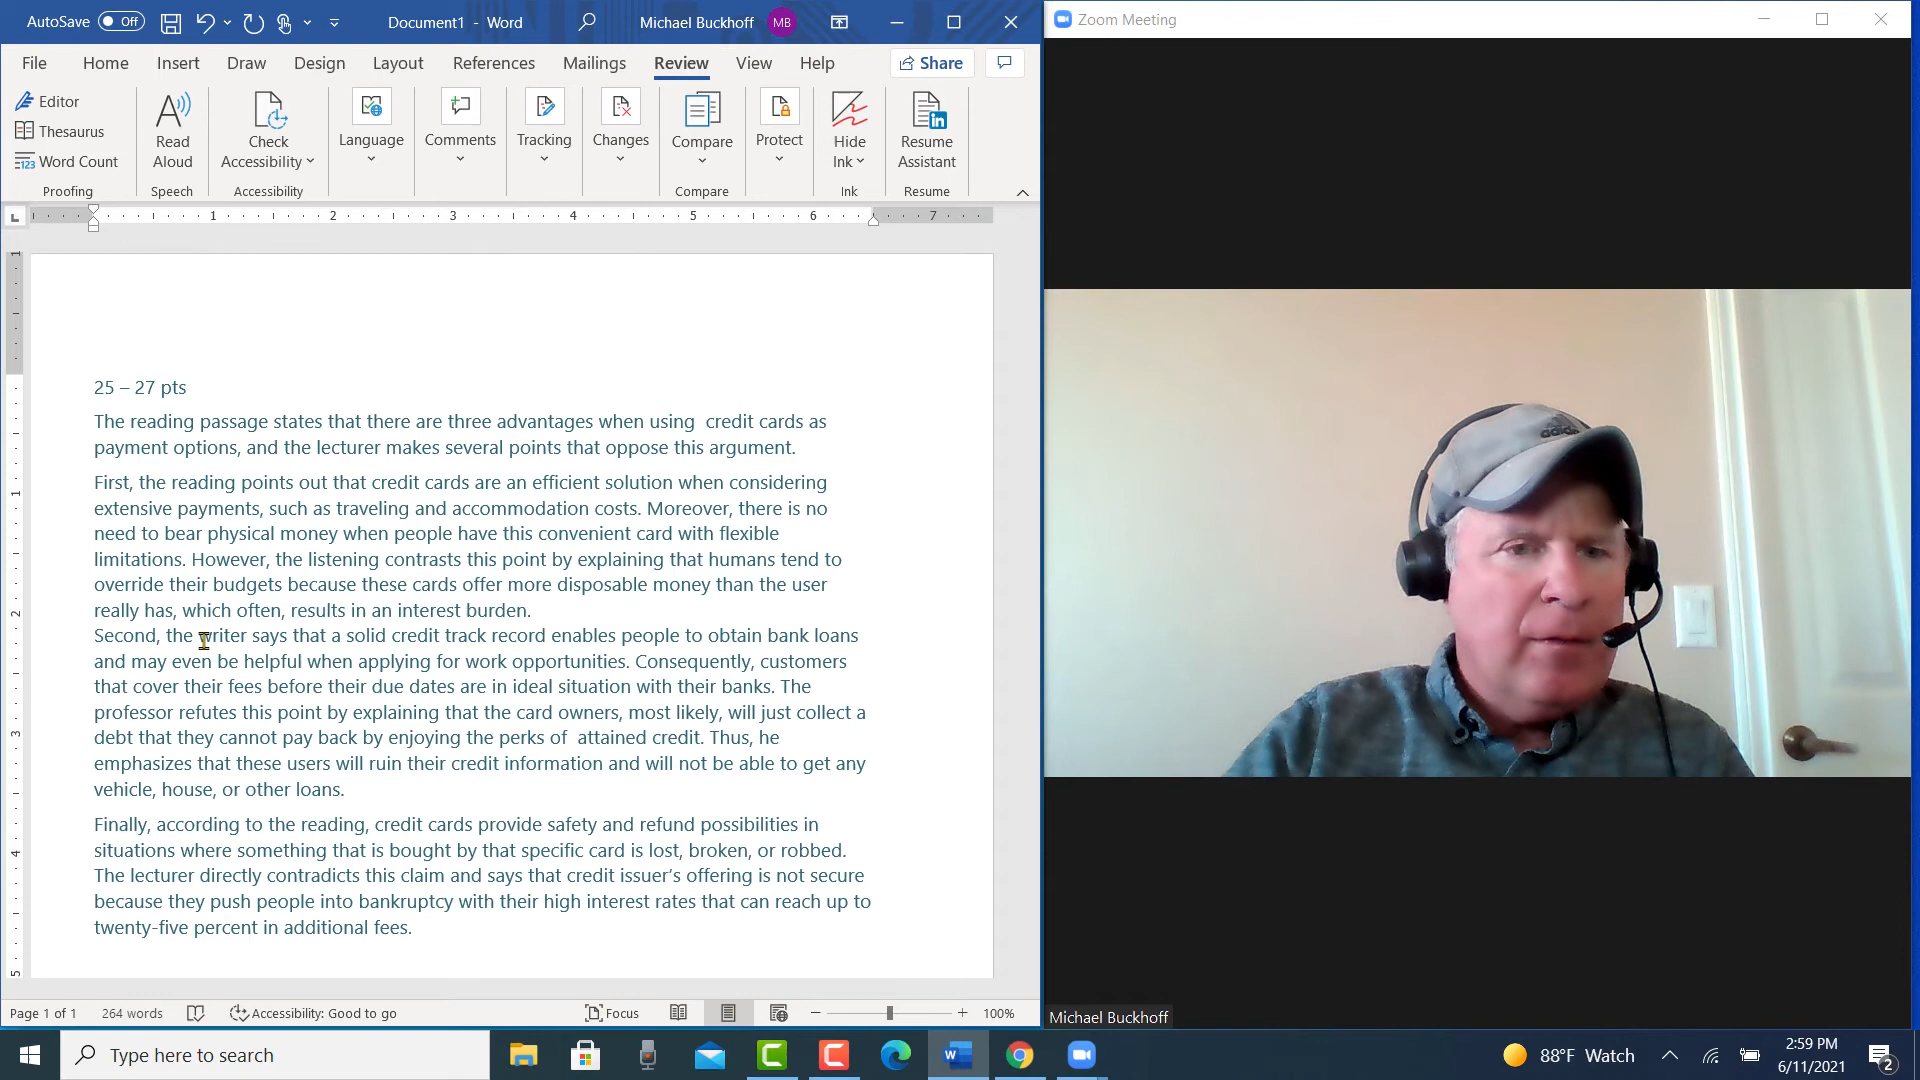 AutoSave Off Document1 - Word Michael Buckhoff MB
Zoom Meeting
File Home Insert Draw Design Layout References Mailings Review View Help Share
Editor
Thesaurus
Word Count
Proofing
Read
Aloud
Speech
Check
Accessibility
Accessibility
Language
Comments
Tracking
Changes
Compare
Compare
Protect
Hide
Ink
Ink
Resume
Assistant
Resume
1 2 3 4 5 6 7
25 – 27 pts
The reading passage states that there are three advantages when using  credit cards as
payment options, and the lecturer makes several points that oppose this argument.
First, the reading points out that credit cards are an efficient solution when considering
extensive payments, such as traveling and accommodation costs. Moreover, there is no
need to bear physical money when people have this convenient card with flexible
limitations. However, the listening contrasts this point by explaining that humans tend to
override their budgets because these cards offer more disposable money than the user
really has, which often, results in an interest burden.
Second, the writer says that a solid credit track record enables people to obtain bank loans
and may even be helpful when applying for work opportunities. Consequently, customers
that cover their fees before their due dates are in ideal situation with their banks. The
professor refutes this point by explaining that the card owners, most likely, will just collect a
debt that they cannot pay back by enjoying the perks of  attained credit. Thus, he
emphasizes that these users will ruin their credit information and will not be able to get any
vehicle, house, or other loans.
Finally, according to the reading, credit cards provide safety and refund possibilities in
situations where something that is bought by that specific card is lost, broken, or robbed.
The lecturer directly contradicts this claim and says that credit issuer's offering is not secure
because they push people into bankruptcy with their high interest rates that can reach up to
twenty-five percent in additional fees.
1
1
2
3
4
5
Page 1 of 1 264 words Accessibility: Good to go Focus 100%
adidas
Michael Buckhoff
Type here to search
88°F Watch
2:59 PM
6/11/2021
2